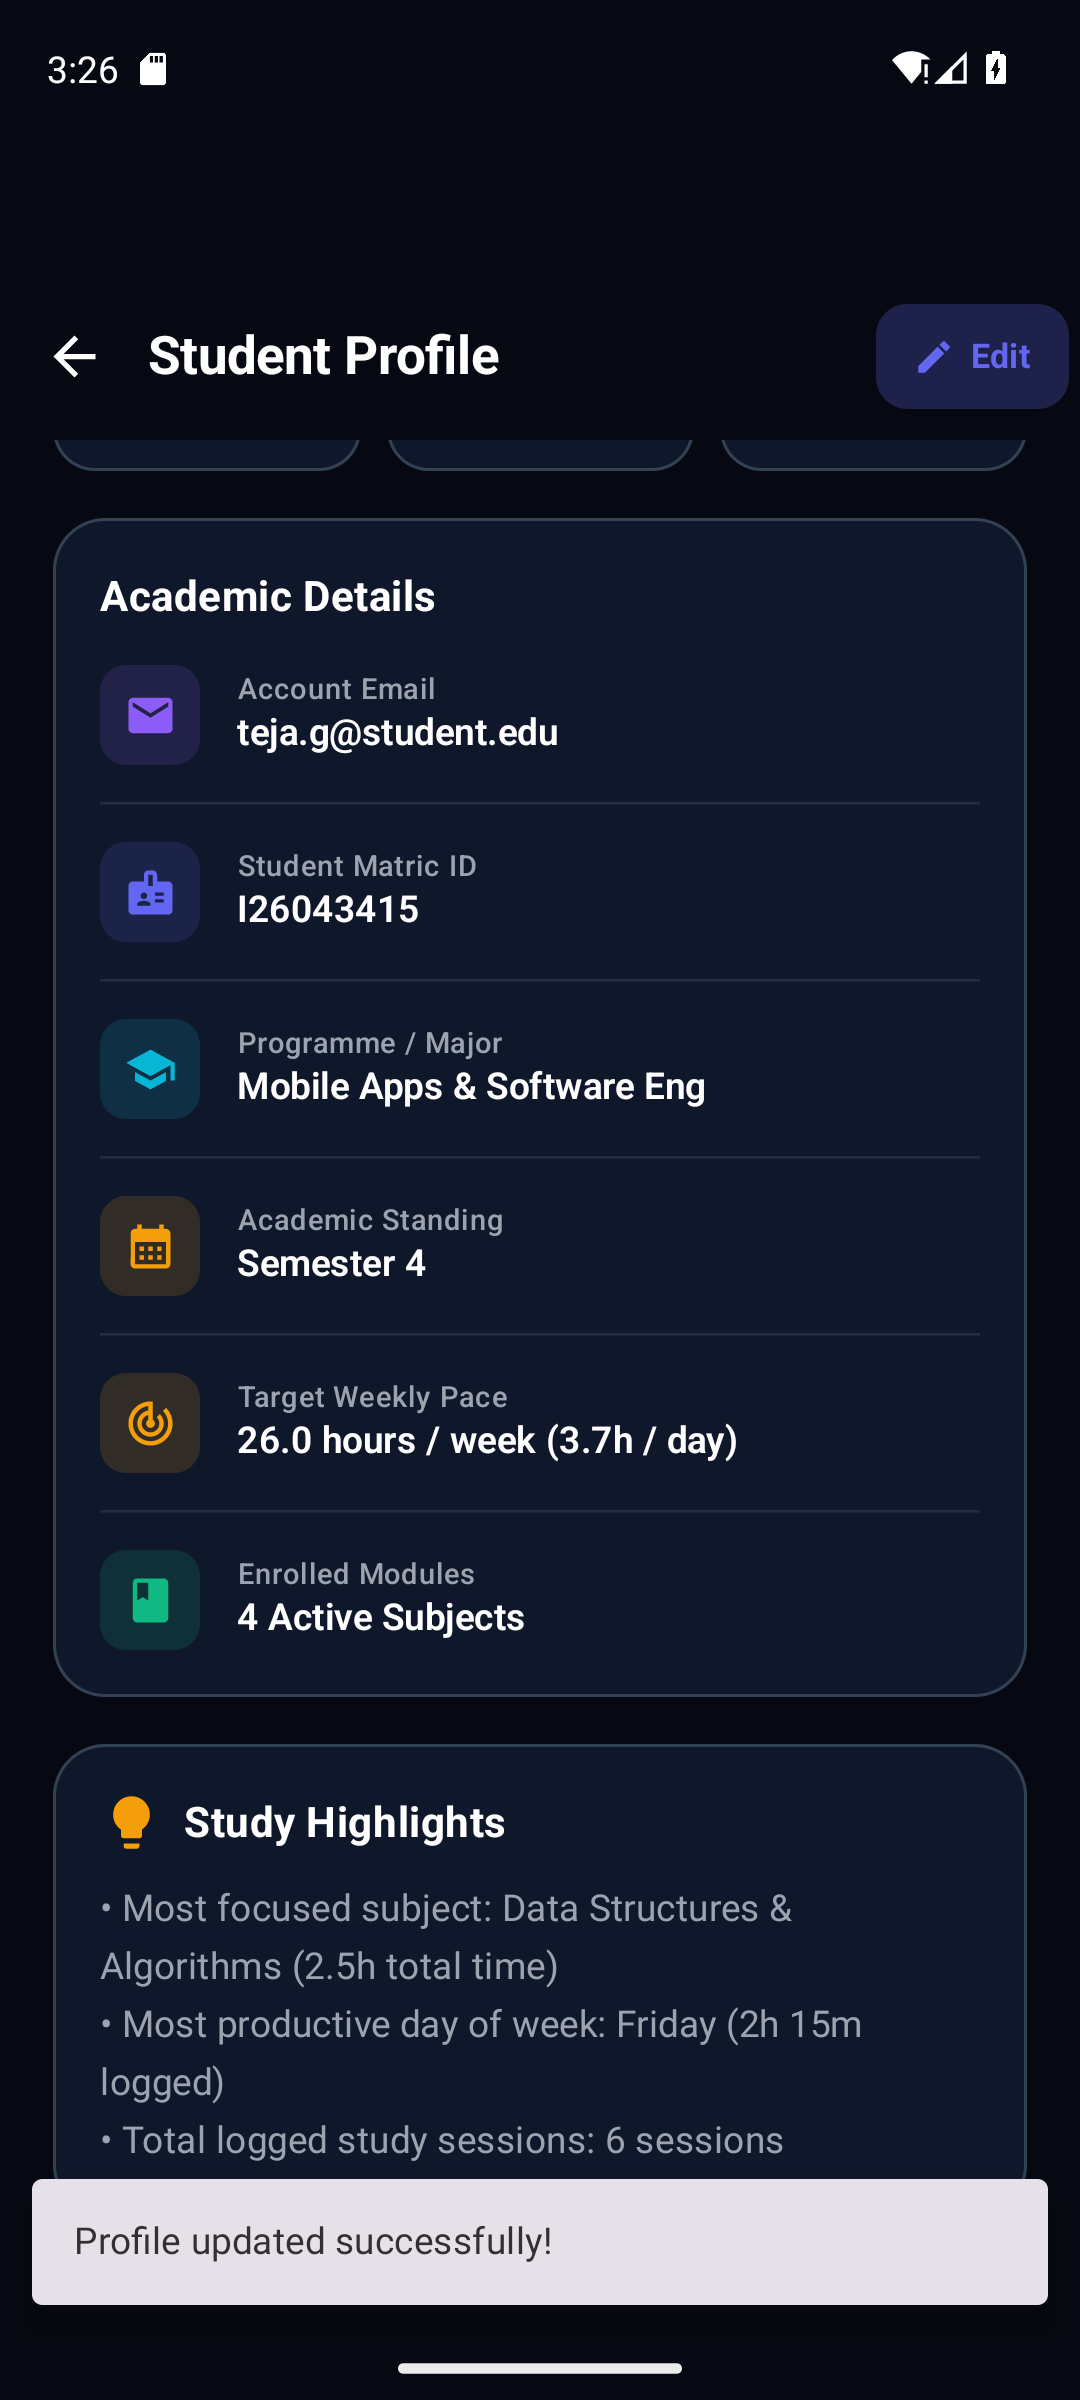 3:26
Student Profile
Edit
Academic Details
Account Email
teja.g@student.edu
Student Matric ID
I26043415
Programme / Major
Mobile Apps & Software Eng
Academic Standing
Semester 4
Target Weekly Pace
26.0 hours / week (3.7h / day)
Enrolled Modules
4 Active Subjects
Study Highlights
• Most focused subject: Data Structures &
Algorithms (2.5h total time)
• Most productive day of week: Friday (2h 15m
logged)
• Total logged study sessions: 6 sessions
Profile updated successfully!